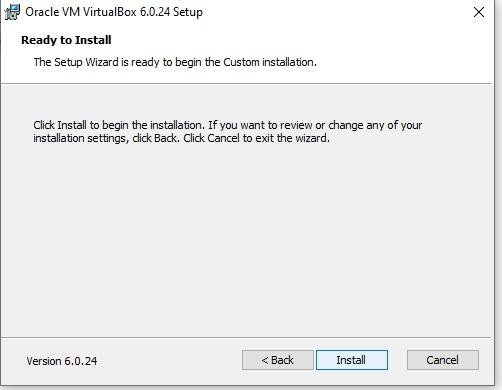 Oracle VM VirtualBox 6.0.24 Setup
Ready to Install
The Setup Wizard is ready to begin the Custom installation.
Click Install to begin the installation. If you want to review or change any of your
installation settings, click Back. Click Cancel to exit the wizard.
Version 6.0.24
< Back
Install
Cancel